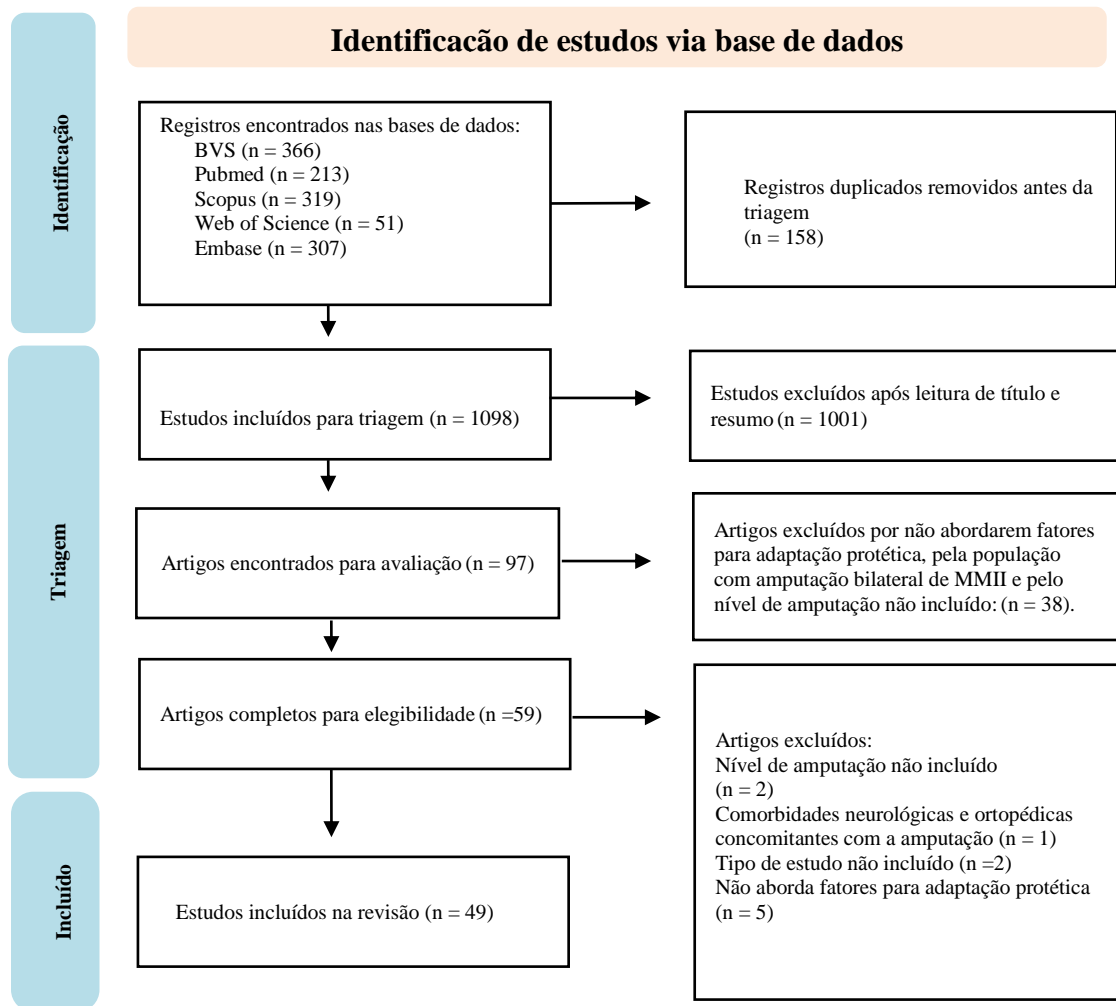 Identificacão de estudos via base de dados
Identificação
Registros encontrados nas bases de dados:
BVS (n = 366)
Pubmed (n = 213)
Scopus (n = 319)
Web of Science (n = 51)
Embase (n = 307)
Registros duplicados removidos antes da
triagem
(n = 158)
Triagem
Estudos incluídos para triagem (n = 1098)
Estudos excluídos após leitura de título e
resumo (n = 1001)
Artigos encontrados para avaliação (n = 97)
Artigos excluídos por não abordarem fatores
para adaptação protética, pela população
com amputação bilateral de MMII e pelo
nível de amputação não incluído: (n = 38).
Artigos completos para elegibilidade (n =59)
Artigos excluídos:
Nível de amputação não incluído
(n = 2)
Comorbidades neurológicas e ortopédicas
concomitantes com a amputação (n = 1)
Tipo de estudo não incluído (n =2)
Não aborda fatores para adaptação protética
(n = 5)
Incluído
Estudos incluídos na revisão (n = 49)